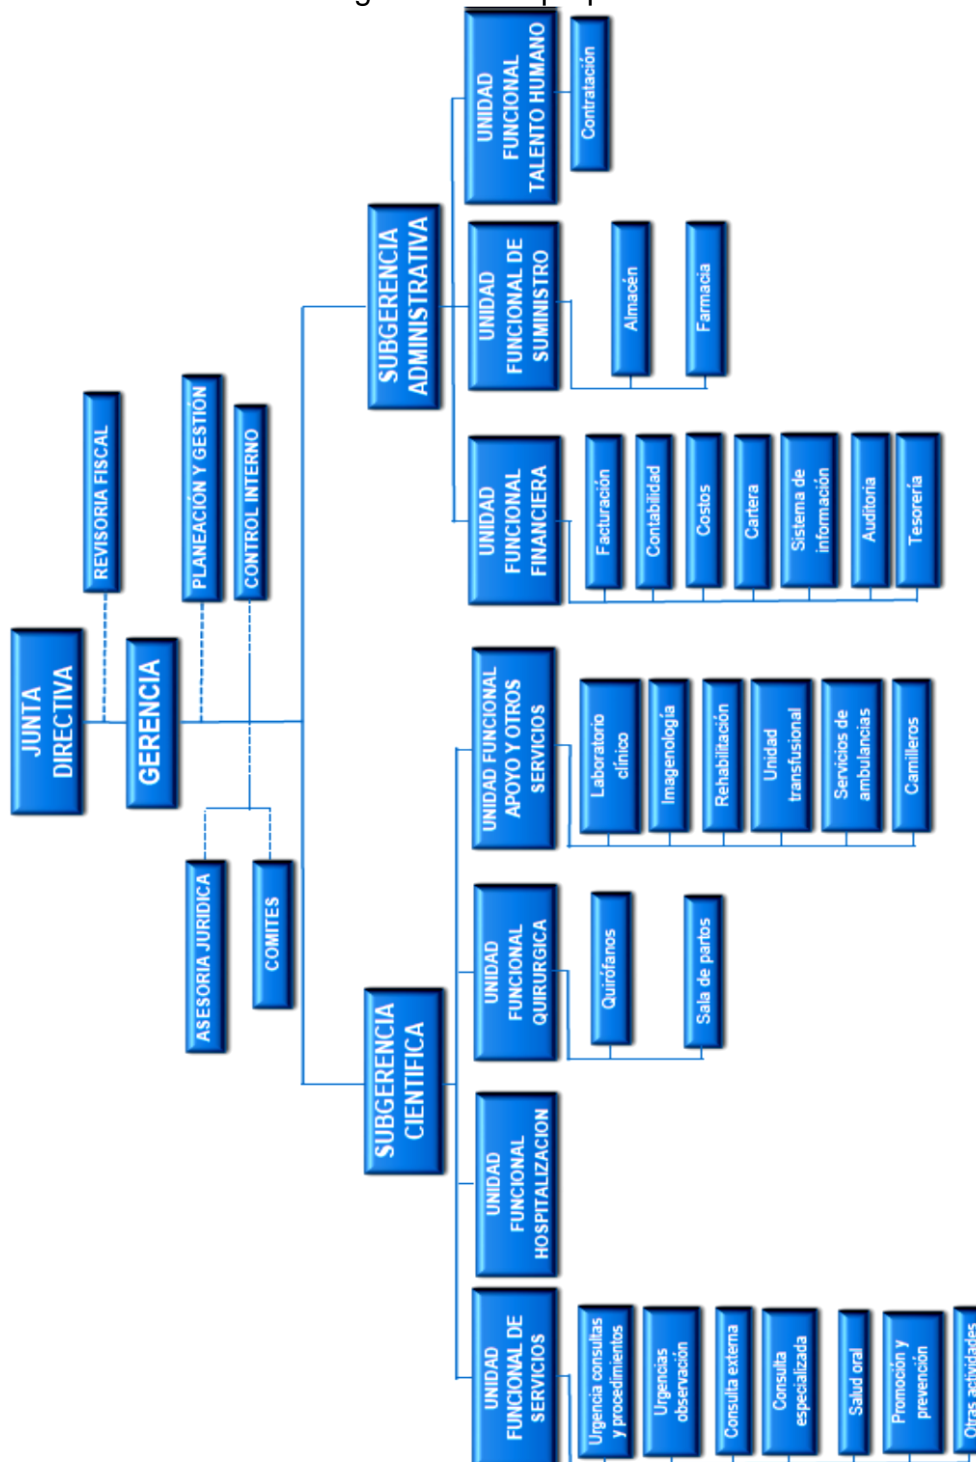 JUNTA
DIRECTIVA
REVISORIA FISCAL
GERENCIA
PLANEACIÓN Y GESTIÓN
CONTROL INTERNO
ASESORIA JURIDICA
COMITES
SUBGERENCIA
CIENTIFICA
SUBGERENCIA
ADMINISTRATIVA
UNIDAD
FUNCIONAL DE
SERVICIOS
Urgencia consultas
y procedimientos
Urgencias
observación
Consulta externa
Consulta
especializada
Salud oral
Promoción y
prevención
Otras actividades
UNIDAD
FUNCIONAL
HOSPITALIZACION
UNIDAD
FUNCIONAL
QUIRURGICA
Quirófanos
Sala de partos
UNIDAD FUNCIONAL
APOYO Y OTROS
SERVICIOS
Laboratorio
clínico
Imagenología
Rehabilitación
Unidad
transfusional
Servicios de
ambulancias
Camilleros
UNIDAD
FUNCIONAL
FINANCIERA
Facturación
Contabilidad
Costos
Cartera
Sistema de
información
Auditoria
Tesorería
UNIDAD
FUNCIONAL DE
SUMINISTRO
Almacén
Farmacia
UNIDAD
FUNCIONAL
TALENTO HUMANO
Contratación